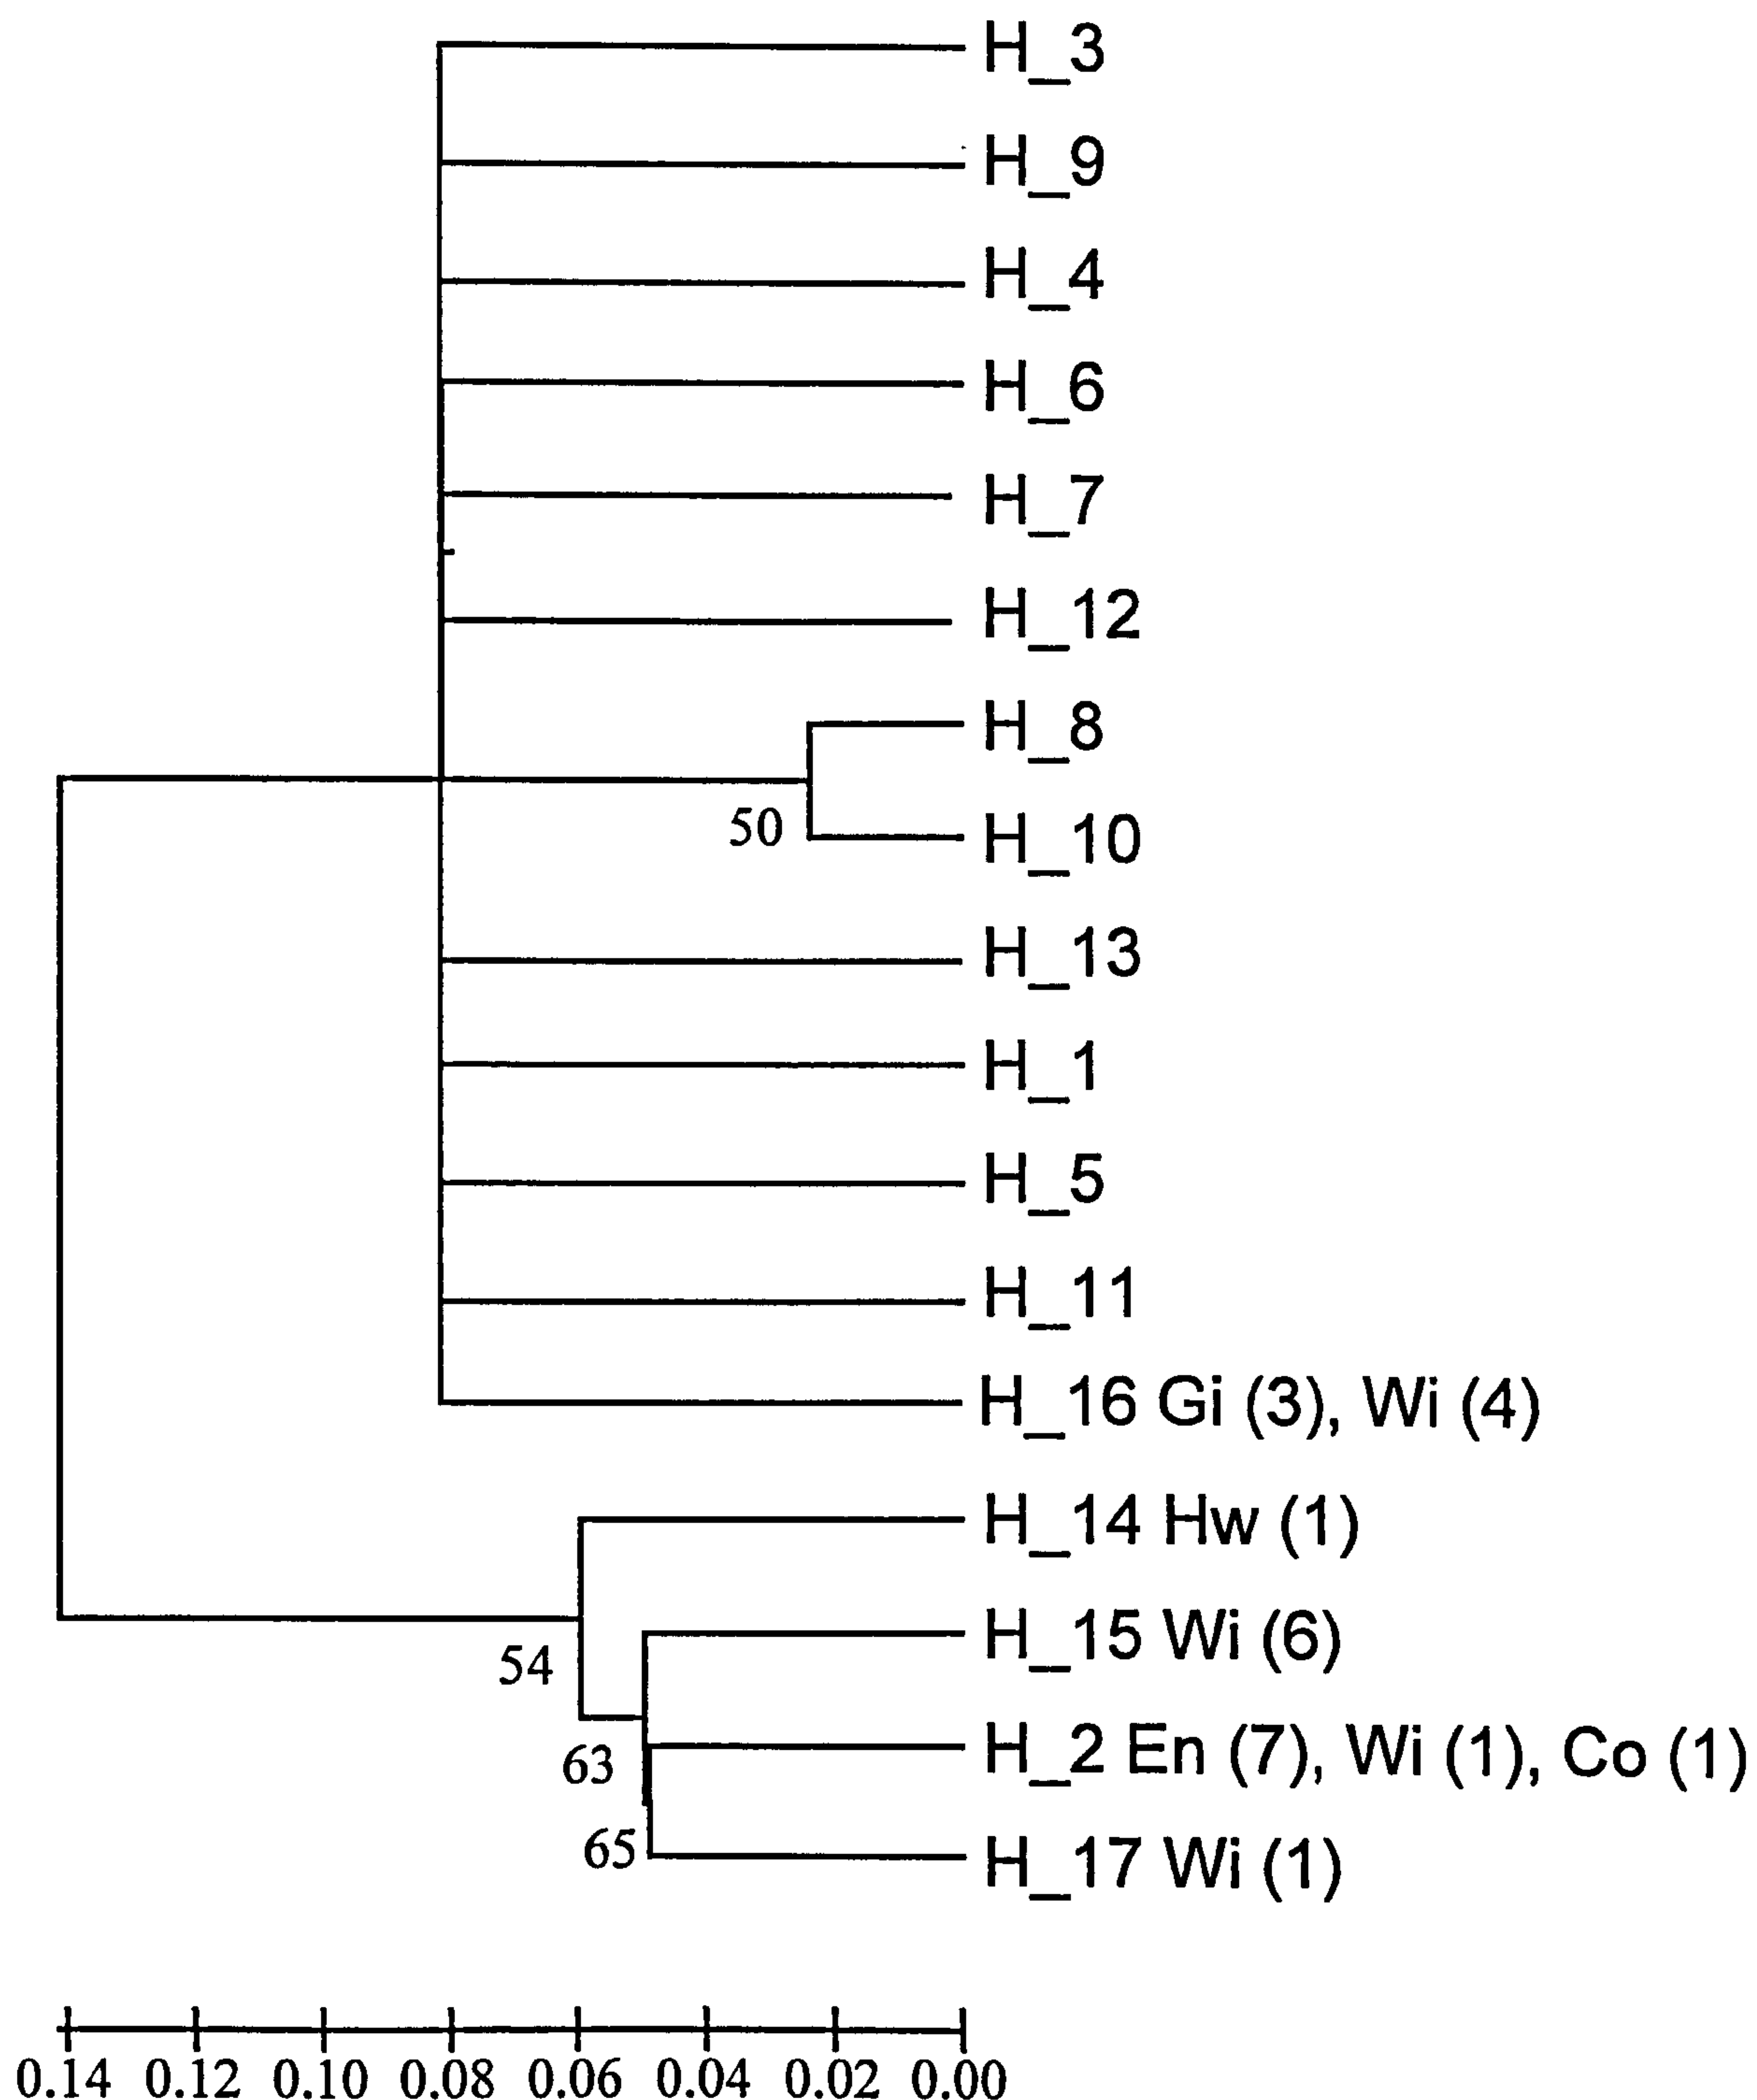 H_3
H_9
H_4
H_6
H_7
H_12
H_8
50
H_10
H_13
H_1
H_5
H_11
H_16 Gi (3), Wi (4)
H_14 Hw (1)
54
H_15 Wi (6)
63
H_2 En (7), Wi (1), Co (1)
65
H_17 Wi (1)
0.14 0.12 0.10 0.08 0.06 0.04 0.02 0.00